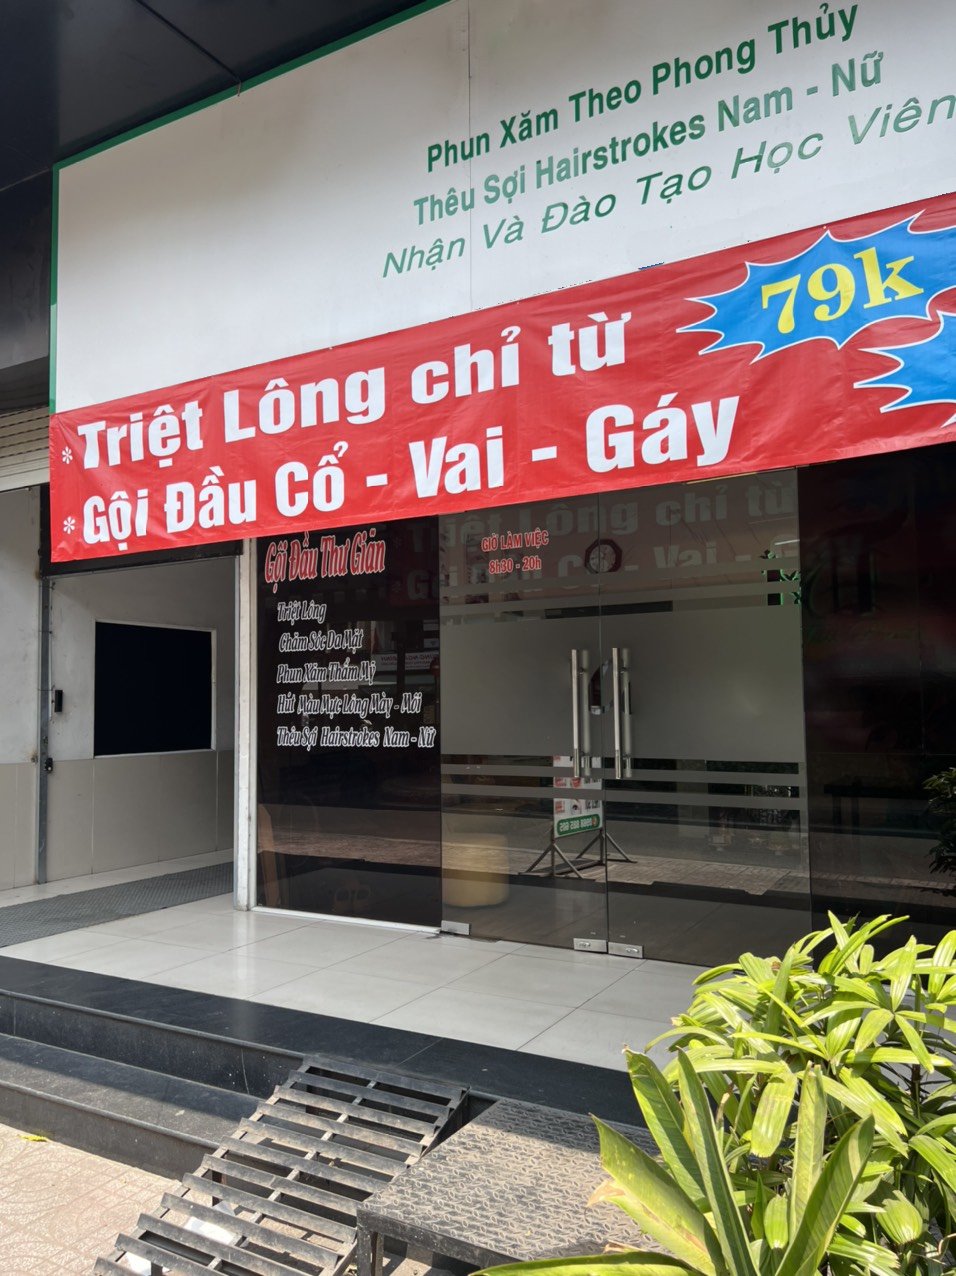 Phun Xăm Theo Phong Thủy
Thêu Sợi Hairstrokes Nam - Nữ
Nhận Và Đào Tạo Học Viên
* Triệt Lông chỉ từ 79k
* Gội Đầu Cổ - Vai - Gáy
Gội Đầu Thư Giãn
Triệt Lông
Chăm Sóc Da Mặt
Phun Xăm Thẩm Mỹ
Hút Màu Mực Lông Mày - Môi
Thêu Sợi Hairstrokes Nam - Nữ
GIỜ LÀM VIỆC
8h30 - 20h